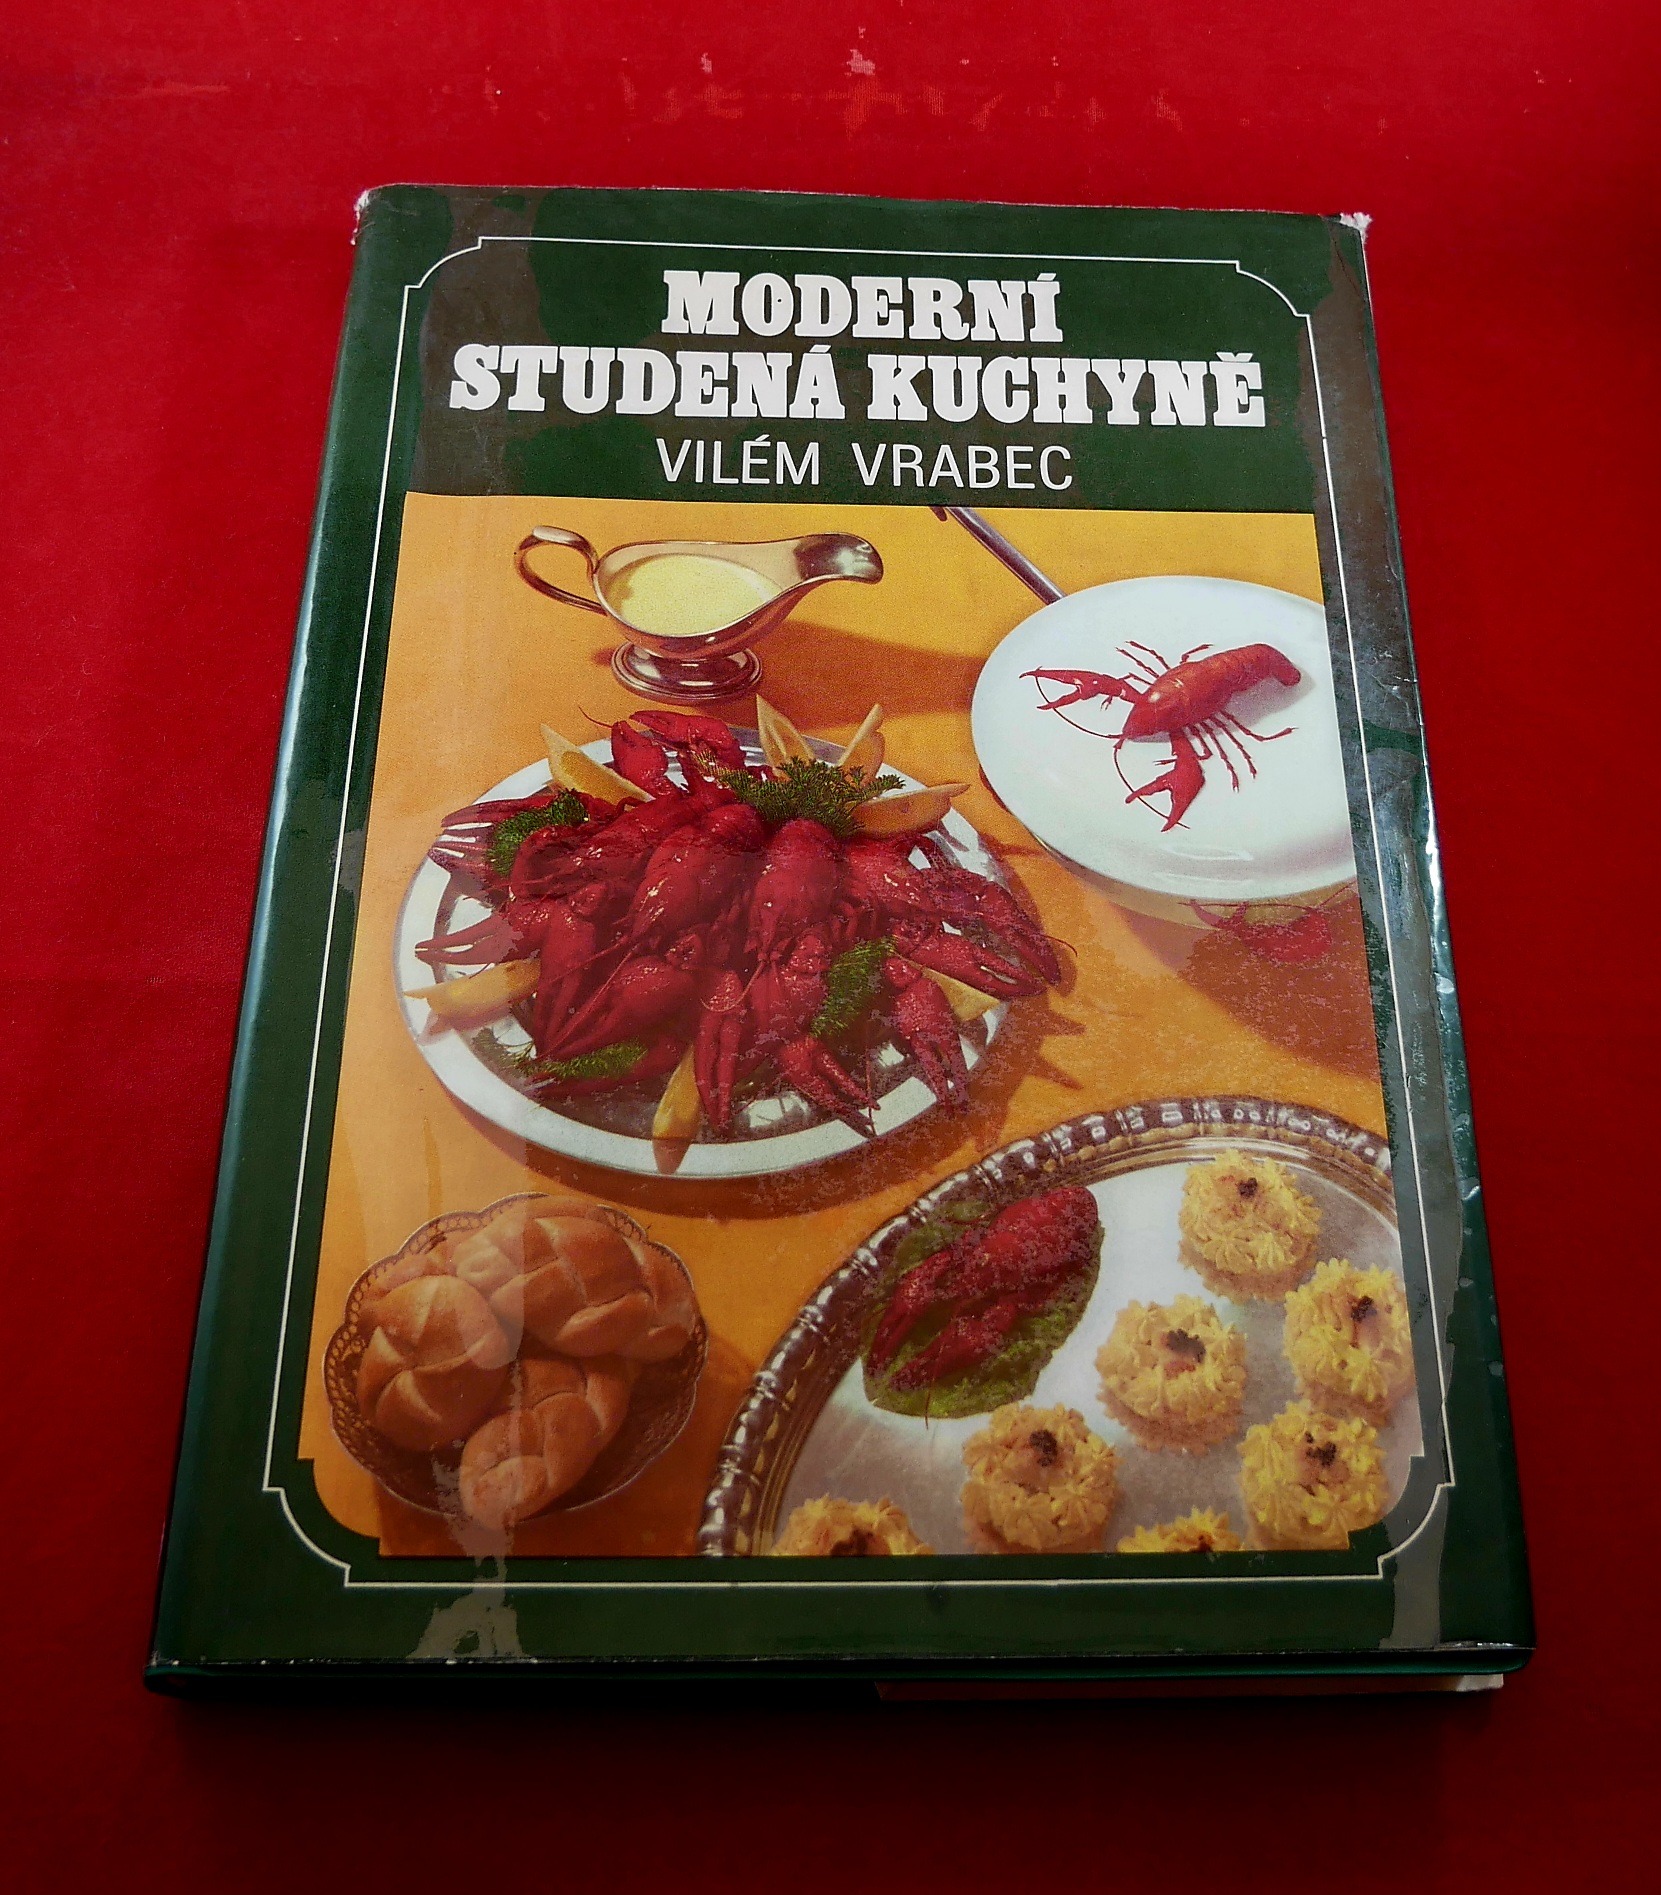 MODERNÍ
STUDENÁ KUCHYNĚ
VILÉM VRABEC